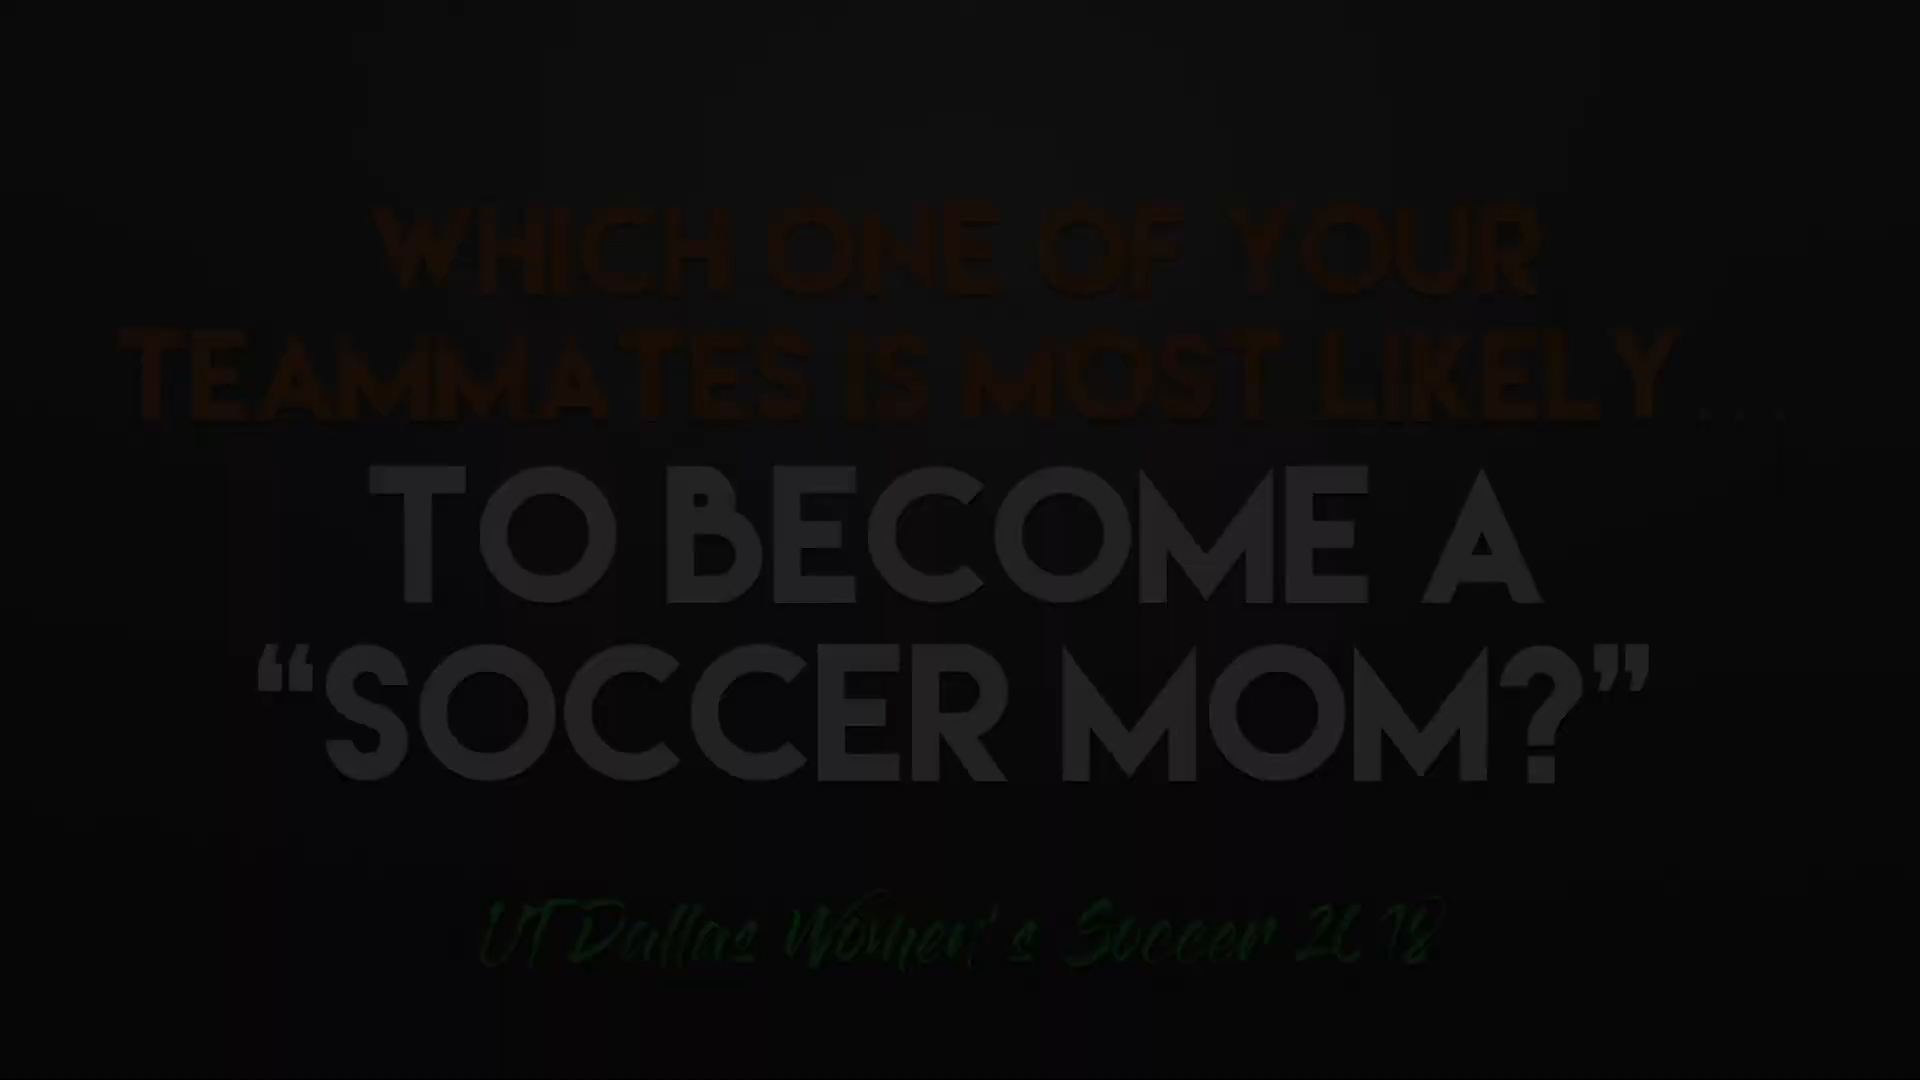 WHICH ONE OF YOUR
TEAMMATES IS MOST LIKELY...
TO BECOME A
“SOCCER MOM?”
UT Dallas Women's Soccer 2018